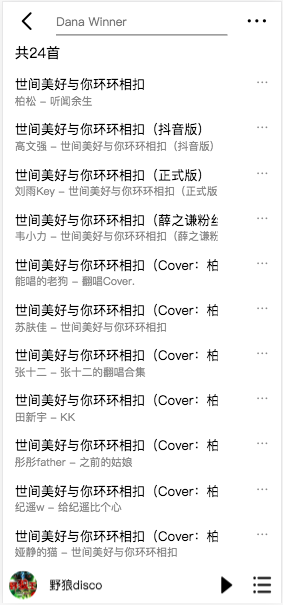 Dana Winner
共24首
世间美好与你环环相扣
柏松 – 听闻余生
世间美好与你环环相扣（抖音版）
高文强 – 世间美好与你环环相扣（抖音版）
世间美好与你环环相扣（正式版）
刘雨Key – 世间美好与你环环相扣（正式版
世间美好与你环环相扣（薛之谦粉丝
韦小力 – 世间美好与你环环相扣（薛之谦粉
世间美好与你环环相扣（Cover：柏
能唱的老狗 – 翻唱Cover.
世间美好与你环环相扣（Cover：柏
苏肤佳 – 世间美好与你环环相扣
世间美好与你环环相扣（Cover：柏
张十二 – 张十二的翻唱合集
世间美好与你环环相扣（Cover：柏
田新宇 – KK
世间美好与你环环相扣（Cover：柏
彤彤father – 之前的姑娘
世间美好与你环环相扣（Cover：柏
纪遥w – 给纪遥比个心
世间美好与你环环相扣（Cover：柏
娅静的猫 – 世间美好与你环环相扣
野狼disco